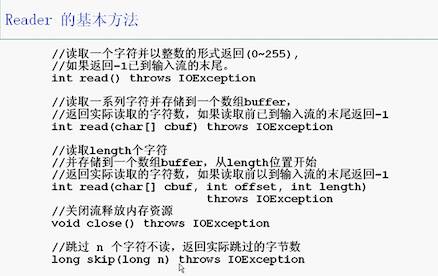 Reader 的基本方法
//读取一个字符并以整数的形式返回(0~255),
//如果返回-1已到输入流的末尾。
int read() throws IOException
//读取一系列字符并存储到一个数组buffer,
//返回实际读取的字符数,如果读取前已到输入流的末尾返回-1
int read(char[] cbuf) throws IOException
//读取length个字符
//并存储到一个数组buffer,从length位置开始
//返回实际读取的字符数,如果读取前以到输入流的末尾返回-1
int read(char[] cbuf, int offset, int length)
throws IOException
//关闭流释放内存资源
void close() throws IOException
//跳过 n 个字符不读,返回实际跳过的字节数
long skip(long n) throws IOException